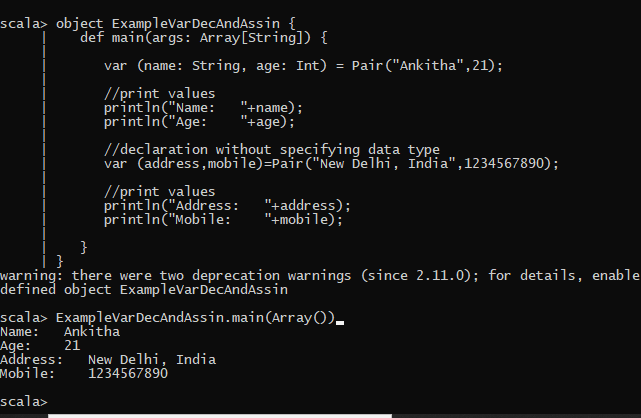 scala> object ExampleVarDecAndAssin {
     |    def main(args: Array[String]) {
     |
     |       var (name: String, age: Int) = Pair("Ankitha",21);
     |
     |       //print values
     |       println("Name:   "+name);
     |       println("Age:    "+age);
     |
     |       //declaration without specifying data type
     |       var (address,mobile)=Pair("New Delhi, India",1234567890);
     |
     |       //print values
     |       println("Address:   "+address);
     |       println("Mobile:    "+mobile);
     |
     |    }
     | }
warning: there were two deprecation warnings (since 2.11.0); for details, enable
defined object ExampleVarDecAndAssin

scala> ExampleVarDecAndAssin.main(Array())
Name:   Ankitha
Age:    21
Address:   New Delhi, India
Mobile:    1234567890

scala>